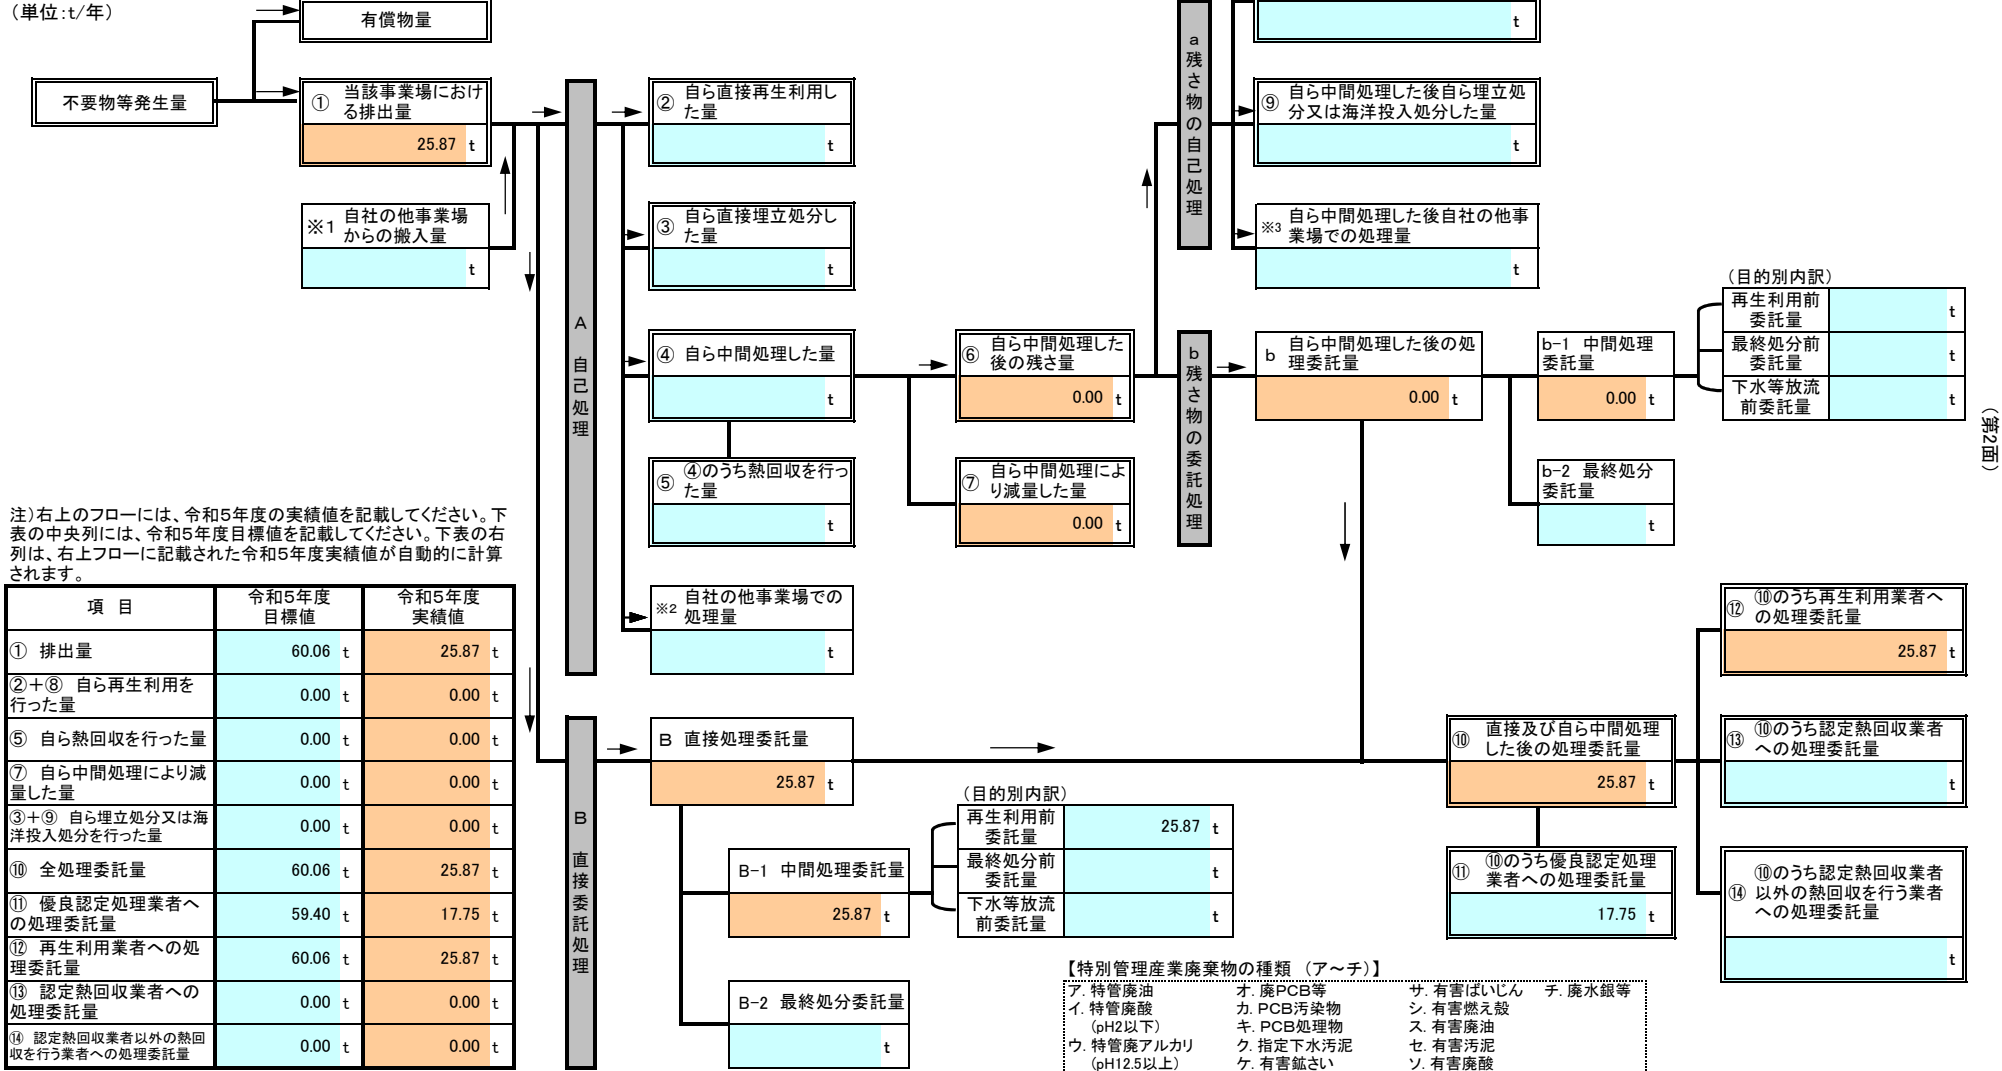 （単位：t/年）
有償物量
不要物等発生量
① 当該事業場におけ
る排出量
25.87 t
※1 自社の他事業場
からの搬入量
t
A 自己処理
② 自ら直接再生利用し
た量
t
③ 自ら直接埋立処分し
た量
t
④ 自ら中間処理した量
t
⑤ ④のうち熱回収を行っ
た量
t
※2 自社の他事業場での
処理量
t
⑥ 自ら中間処理した
後の残さ量
0.00 t
⑦ 自ら中間処理によ
り減量した量
0.00 t
a 残さ物の自己処理
t
⑨ 自ら中間処理した後自ら埋立処
分又は海洋投入処分した量
t
※3 自ら中間処理した後自社の他事
業場での処理量
t
b 残さ物の委託処理
b 自ら中間処理した後の処
理委託量
0.00 t
b-1 中間処理
委託量
0.00 t
b-2 最終処分
委託量
t
（目的別内訳）
再生利用前
委託量
t
最終処分前
委託量
t
下水等放流
前委託量
t
（第2面）
注）右上のフローには、令和5年度の実績値を記載してください。下
表の中央列には、令和5年度目標値を記載してください。下表の右
列は、右上フローに記載された令和5年度実績値が自動的に計算
されます。
項 目 令和5年度 目標値 令和5年度 実績値
① 排出量 60.06 t 25.87 t
②＋⑧ 自ら再生利用を
行った量 0.00 t 0.00 t
⑤ 自ら熱回収を行った量 0.00 t 0.00 t
⑦ 自ら中間処理により減
量した量 0.00 t 0.00 t
③＋⑨ 自ら埋立処分又は海
洋投入処分を行った量 0.00 t 0.00 t
⑩ 全処理委託量 60.06 t 25.87 t
⑪ 優良認定処理業者へ
の処理委託量 59.40 t 17.75 t
⑫ 再生利用業者への処
理委託量 60.06 t 25.87 t
⑬ 認定熱回収業者への
処理委託量 0.00 t 0.00 t
⑭ 認定熱回収業者以外の熱回
収を行う業者への処理委託量 0.00 t 0.00 t
B 直接委託処理
B 直接処理委託量
25.87 t
B-1 中間処理委託量
25.87 t
B-2 最終処分委託量
t
（目的別内訳）
再生利用前
委託量
25.87 t
最終処分前
委託量
t
下水等放流
前委託量
t
⑩ 直接及び自ら中間処理
した後の処理委託量
25.87 t
⑪ ⑩のうち優良認定処理
業者への処理委託量
17.75 t
⑫ ⑩のうち再生利用業者へ
の処理委託量
25.87 t
⑬ ⑩のうち認定熱回収業者
への処理委託量
t
⑭ ⑩のうち認定熱回収業者
以外の熱回収を行う業者
への処理委託量
t
【特別管理産業廃棄物の種類 （ア～チ）】
ア. 特管廃油 オ. 廃PCB等 サ. 有害ばいじん チ. 廃水銀等
イ. 特管廃酸 カ. PCB汚染物 シ. 有害燃え殻
（pH2以下） キ. PCB処理物 ス. 有害廃油
ウ. 特管廃アルカリ ク. 指定下水汚泥 セ. 有害汚泥
（pH12.5以上） ケ. 有害鉱さい ソ. 有害廃酸